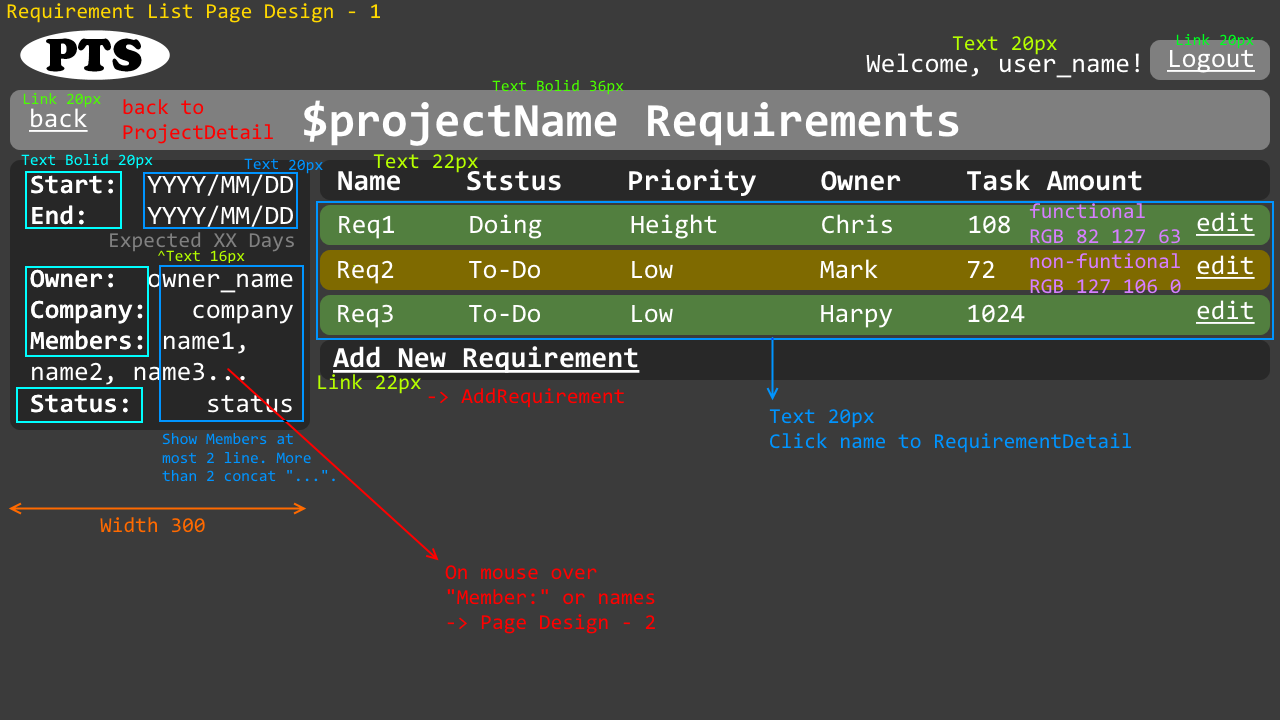 Requirement List Page Design - 1
PTS
Text 20px
Welcome, user_name!
Link 20px
Logout
Link 20px
back
back to
ProjectDetail
Text Bolid 36px
$projectName Requirements
Text Bolid 20px
Text 20px
Start: YYYY/MM/DD
End: YYYY/MM/DD
Expected XX Days
^Text 16px
Owner: owner_name
Company: company
Members: name1,
name2, name3...
Status: status
Show Members at
most 2 line. More
than 2 concat "...".
Width 300
Text 22px
Name Ststus Priority Owner Task Amount
Req1 Doing Height Chris 108 edit
functional
RGB 82 127 63
Req2 To-Do Low Mark 72 edit
non-funtional
RGB 127 106 0
Req3 To-Do Low Harpy 1024 edit
Add New Requirement
Link 22px
-> AddRequirement
Text 20px
Click name to RequirementDetail
On mouse over
"Member:" or names
-> Page Design - 2